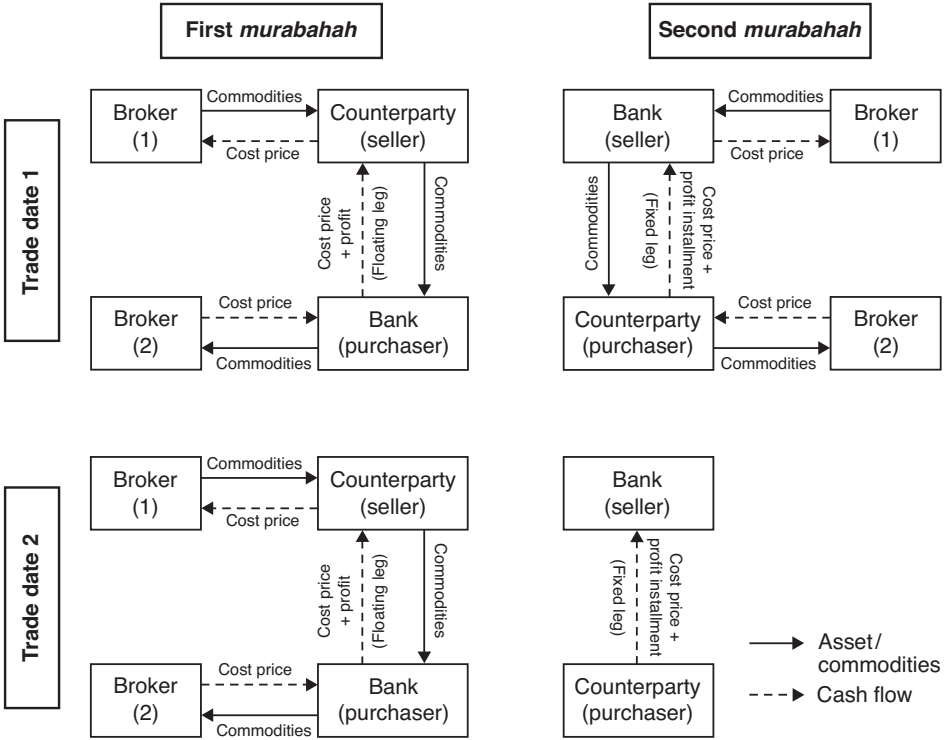 First murabahah
Second murabahah
Trade date 1
Broker
(1)
Commodities
Cost price
Counterparty
(seller)
Cost price
+ profit
(Floating leg)
Commodities
Broker
(2)
Cost price
Commodities
Bank
(purchaser)
Bank
(seller)
Commodities
Cost price
Broker
(1)
Commodities
Cost price +
profit installment
(Fixed leg)
Counterparty
(purchaser)
Cost price
Commodities
Broker
(2)
Trade date 2
Broker
(1)
Commodities
Cost price
Counterparty
(seller)
Cost price
+ profit
(Floating leg)
Commodities
Broker
(2)
Cost price
Commodities
Bank
(purchaser)
Bank
(seller)
Cost price +
profit installment
(Fixed leg)
Counterparty
(purchaser)
Asset/
commodities
Cash flow